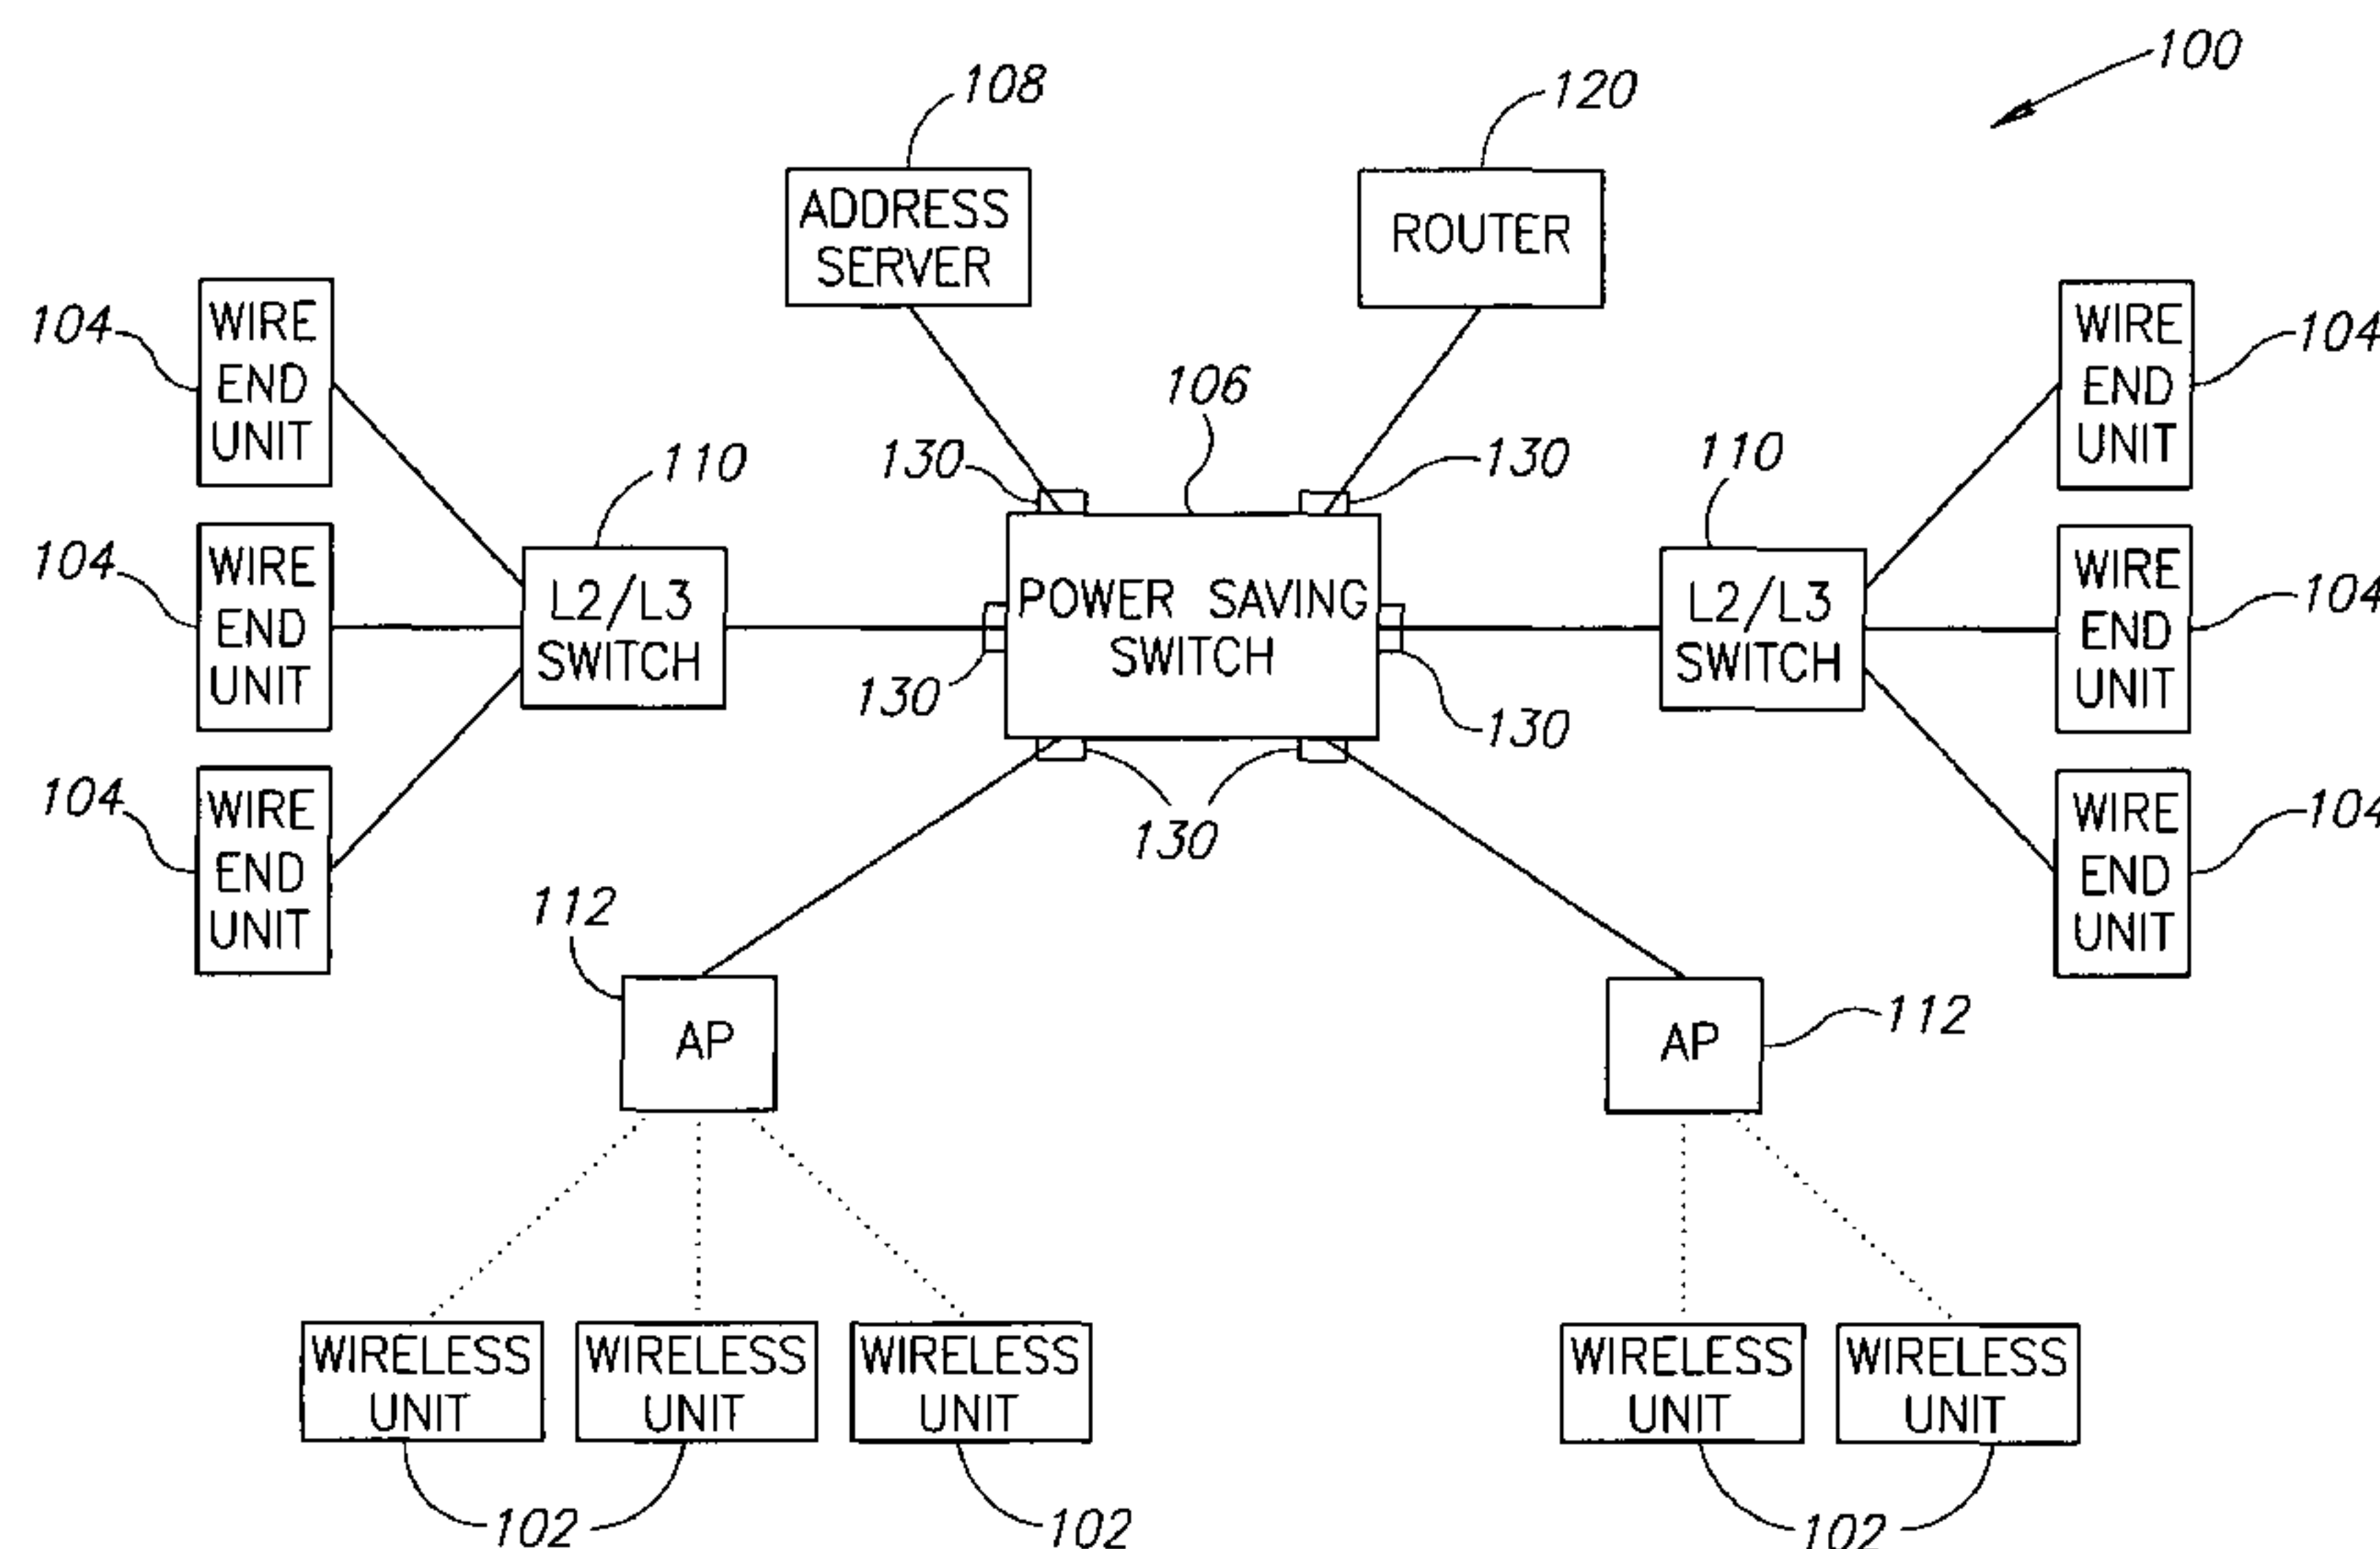 100
108
120
ADDRESS
SERVER
ROUTER
104
WIRE
END
UNIT
104
WIRE
END
UNIT
106
110
130
130
110
104
WIRE
END
UNIT
L2/L3
SWITCH
POWER SAVING
SWITCH
L2/L3
SWITCH
WIRE
END
UNIT
104
130
130
104
WIRE
END
UNIT
130
WIRE
END
UNIT
104
112
AP
AP
112
WIRELESS
UNIT
WIRELESS
UNIT
WIRELESS
UNIT
WIRELESS
UNIT
WIRELESS
UNIT
102
102
102